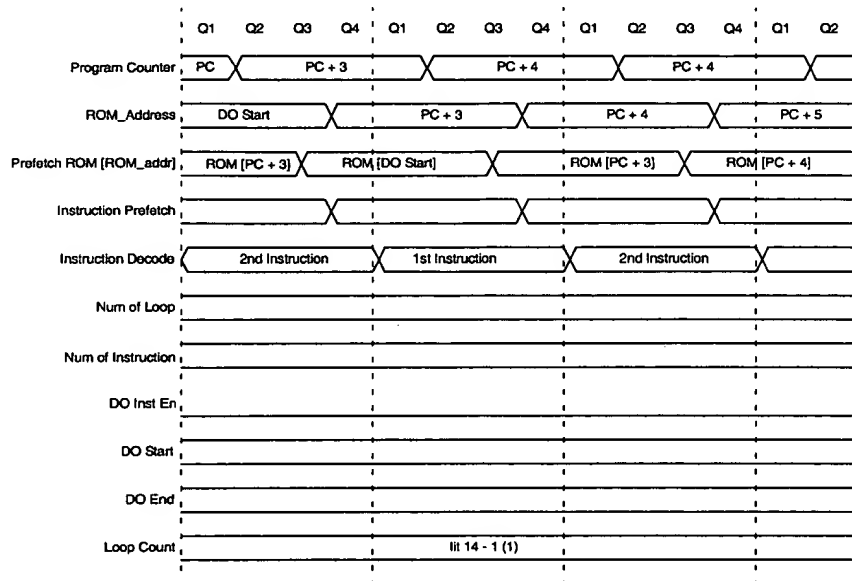 Q1 Q2 Q3 Q4 Q1 Q2 Q3 Q4 Q1 Q2 Q3 Q4 Q1 Q2
Program Counter PC PC + 3 PC + 4 PC + 4
ROM_Address DO Start PC + 3 PC + 4 PC + 5
Prefetch ROM [ROM_addr] ROM [PC + 3] ROM [DO Start] ROM [PC + 3] ROM [PC + 4]
Instruction Prefetch
Instruction Decode 2nd Instruction 1st Instruction 2nd Instruction
Num of Loop
Num of Instruction
DO Inst En
DO Start
DO End
Loop Count lit 14 - 1 (1)